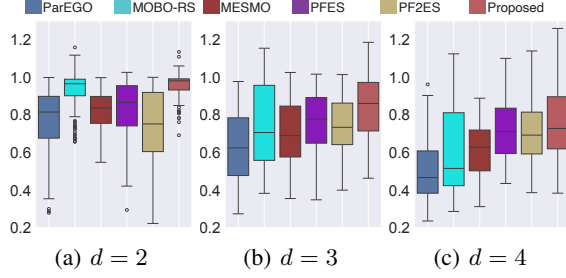 ParEGO MOBO-RS MESMO PFES PF2ES Proposed
1.2 1.2 1.2
1.0 1.0 1.0
0.8 0.8 0.8
0.6 0.6 0.6
0.4 0.4 0.4
0.2 0.2 0.2
(a) d = 2 (b) d = 3 (c) d = 4